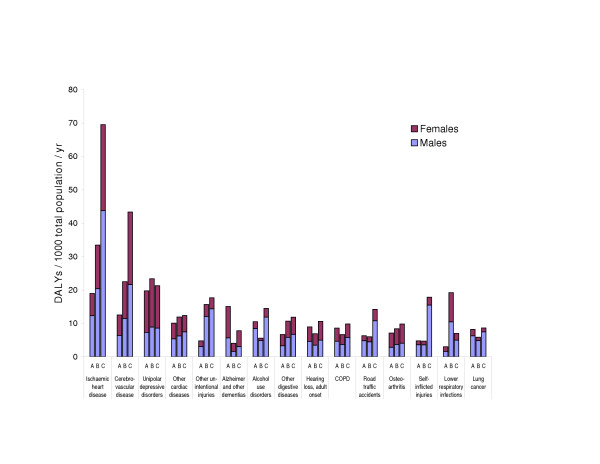 80
70
60
50
40
30
20
10
0
DALYs / 1000 total population / yr
Females
Males
A B C A B C A B C A B C A B C A B C A B C A B C A B C A B C A B C A B C A B C A B C A B C
Ischaemic heart disease
Cerebro- vascular disease
Unipolar depressive disorders
Other cardiac diseases
Other un- intentional injuries
Alzheimer and other dementias
Alcohol use disorders
Other digestive diseases
Hearing loss, adult onset
COPD
Road traffic accidents
Osteo- arthritis
Self- inflicted injuries
Lower respiratory infections
Lung cancer